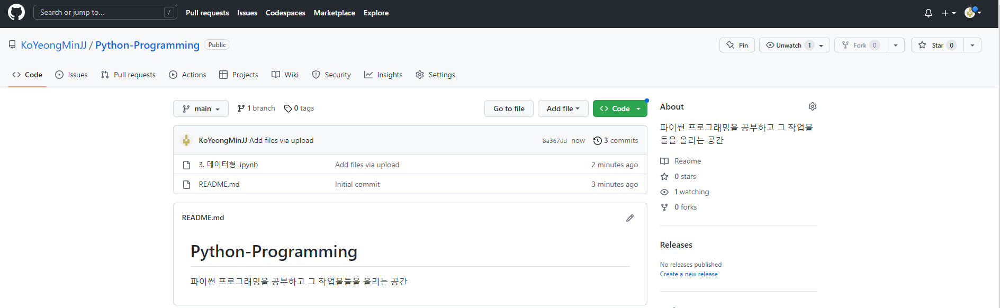 Search or jump to... /
Pull requests Issues Codespaces Marketplace Explore
KoYeongMinJJ / Python-Programming Public
Pin Unwatch 1 Fork 0 Star 0
Code Issues Pull requests Actions Projects Wiki Security Insights Settings
main 1 branch 0 tags Go to file Add file Code
KoYeongMinJJ Add files via upload 8a367dd now 3 commits
3. 데이터형 .ipynb Add files via upload 2 minutes ago
README.md Initial commit 3 minutes ago
README.md
Python-Programming
파이썬 프로그래밍을 공부하고 그 작업물들을 올리는 공간
About
파이썬 프로그래밍을 공부하고 그 작업물
들을 올리는 공간
Readme
0 stars
1 watching
0 forks
Releases
No releases published
Create a new release